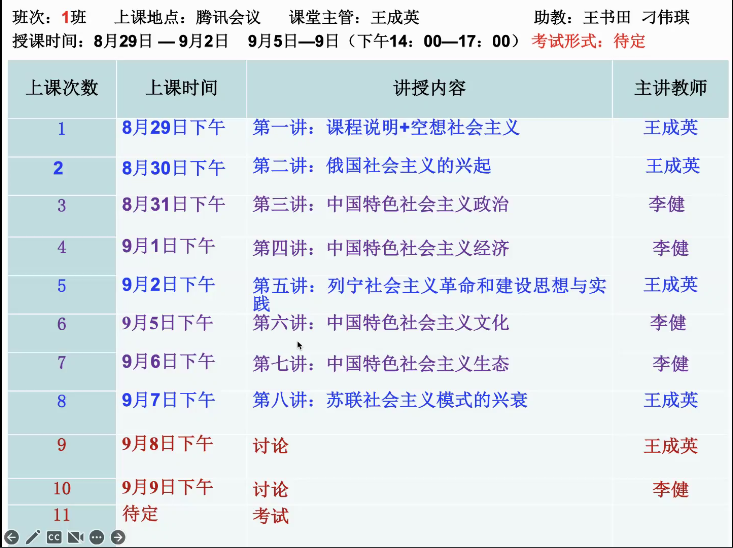 班次：1班 上课地点：腾讯会议 课堂主管：王成英 助教：王书田 刁伟琪
授课时间：8月29日 — 9月2日 9月5日—9日（下午14：00—17：00） 考试形式：待定
上课次数 上课时间 讲授内容 主讲教师
1 8月29日下午 第一讲：课程说明+空想社会主义 王成英
2 8月30日下午 第二讲：俄国社会主义的兴起 王成英
3 8月31日下午 第三讲：中国特色社会主义政治 李健
4 9月1日下午 第四讲：中国特色社会主义经济 李健
5 9月2日下午 第五讲：列宁社会主义革命和建设思想与实 王成英
践
6 9月5日下午 第六讲：中国特色社会主义文化 李健
7 9月6日下午 第七讲：中国特色社会主义生态 李健
8 9月7日下午 第八讲：苏联社会主义模式的兴衰 王成英
9 9月8日下午 讨论 王成英
10 9月9日下午 讨论 李健
11 待定 考试
CC